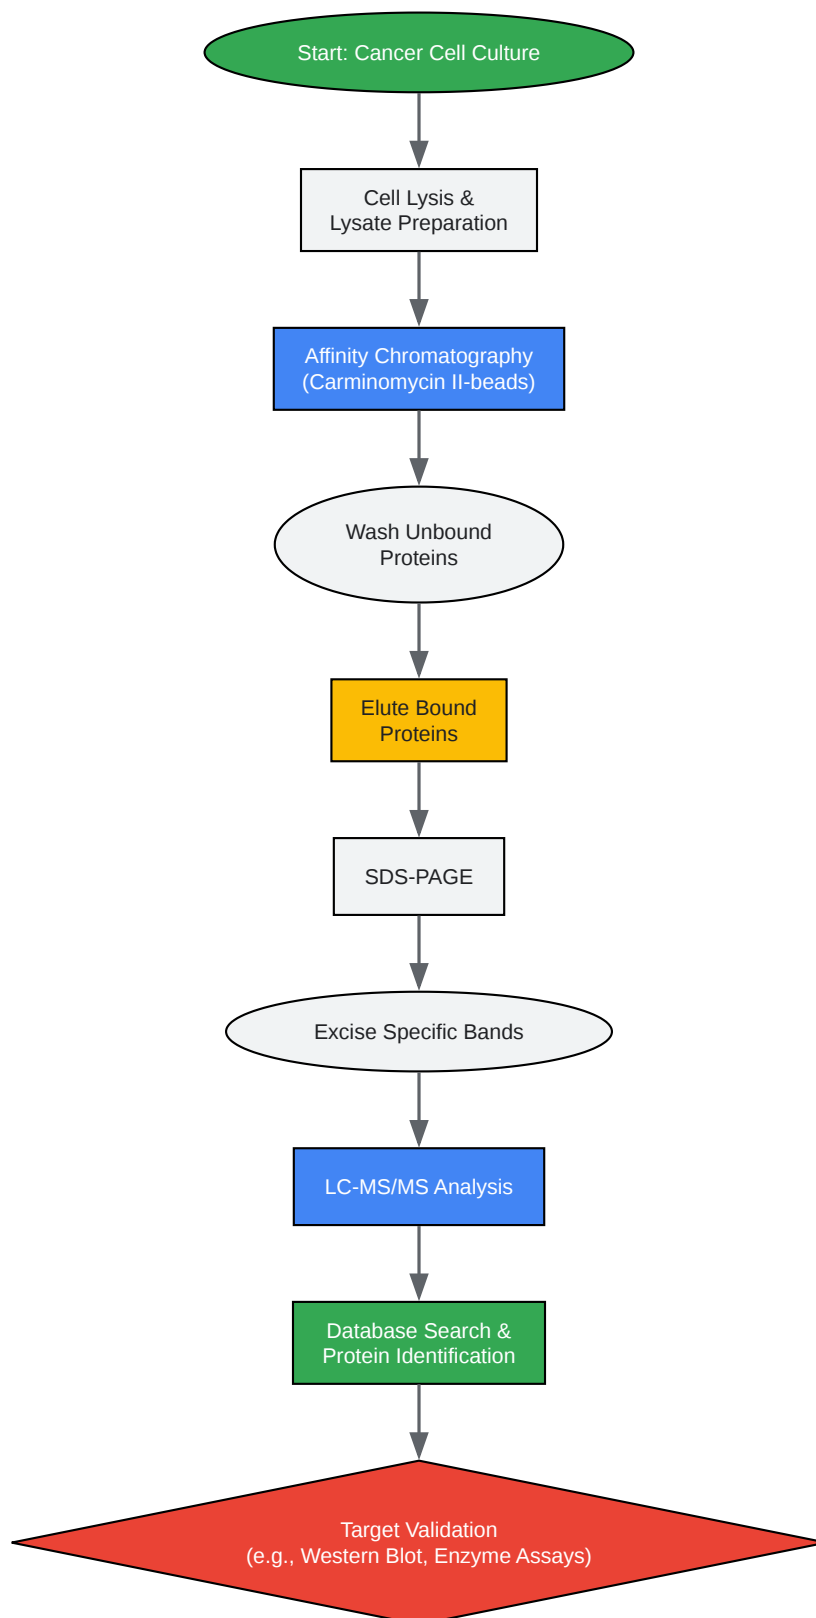 Start: Cancer Cell Culture
Cell Lysis &
Lysate Preparation
Affinity Chromatography
(Carminomycin II-beads)
Wash Unbound
Proteins
Elute Bound
Proteins
SDS-PAGE
Excise Specific Bands
LC-MS/MS Analysis
Database Search &
Protein Identification
Target Validation
(e.g., Western Blot, Enzyme Assays)